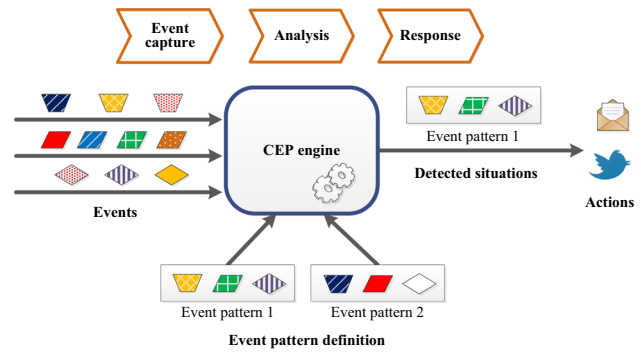 Event
capture
Analysis
Response
Event pattern 1
CEP engine
Detected situations
Events
Actions
Event pattern 1
Event pattern 2
Event pattern definition